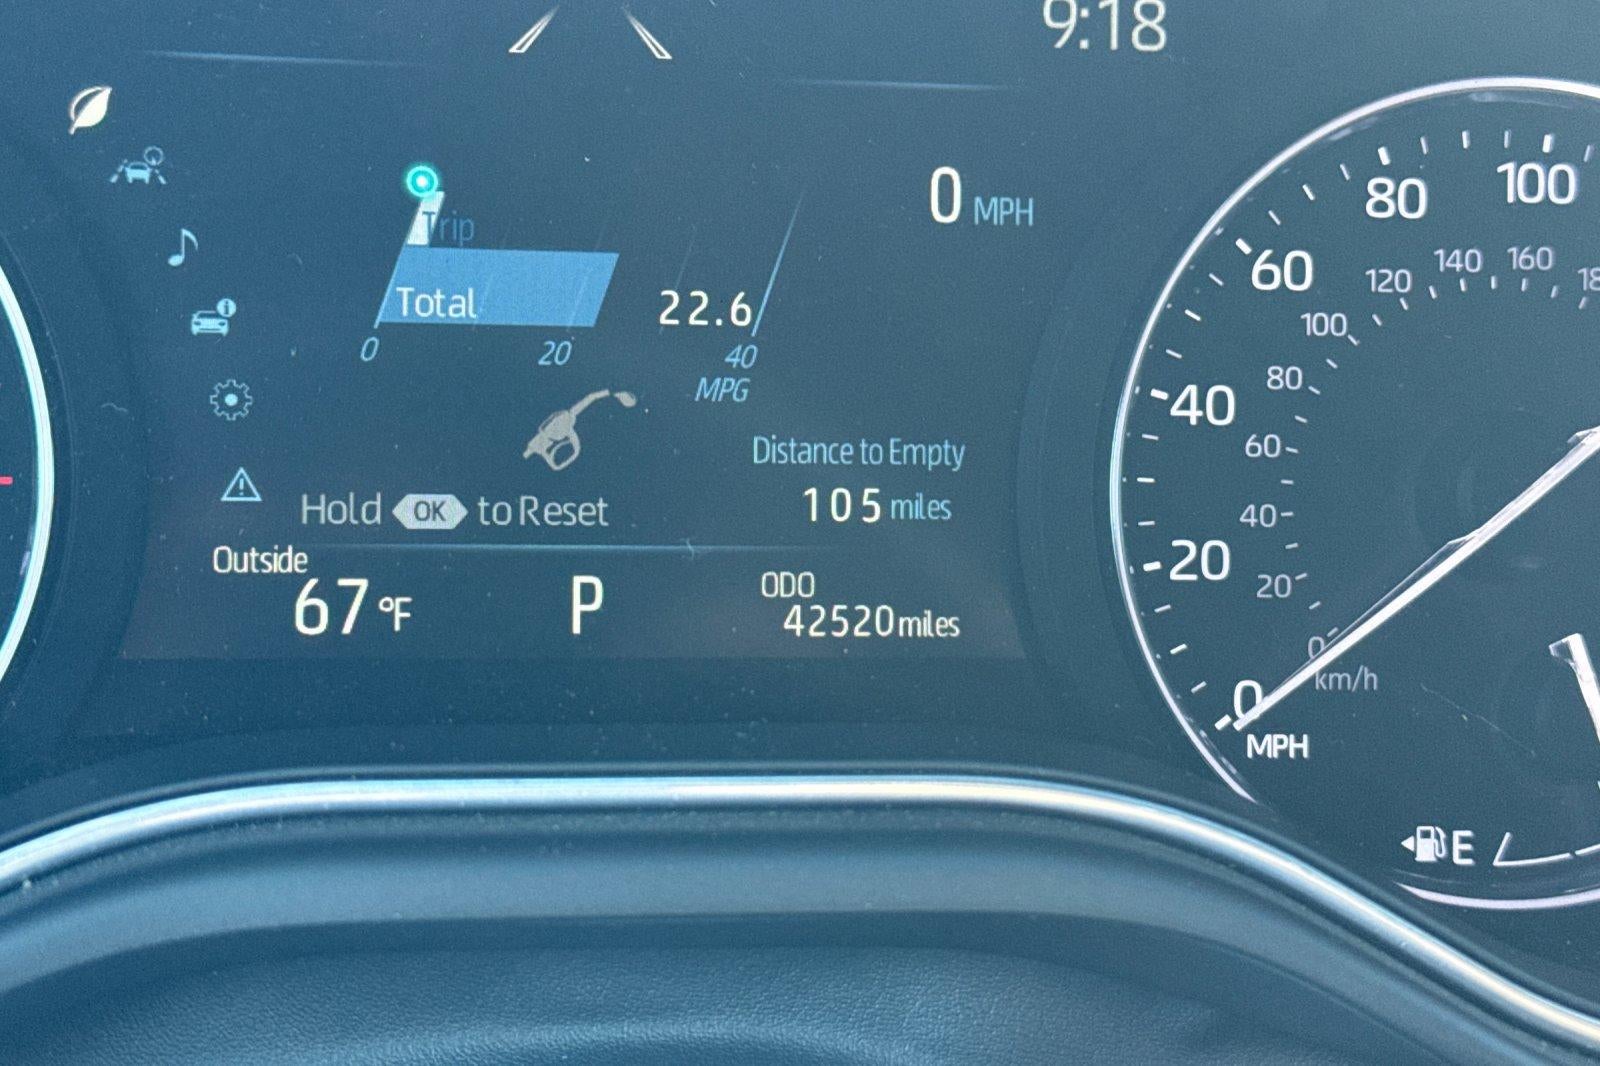 9:18
0 MPH
Trip
Total 22.6
0 20 40
MPG
Distance to Empty
105 miles
Hold OK to Reset
Outside
67 °F
P
ODO
42520 miles
100
80
60
40
20
0
MPH
160
140
120
100
80
60
40
20
0
km/h
E